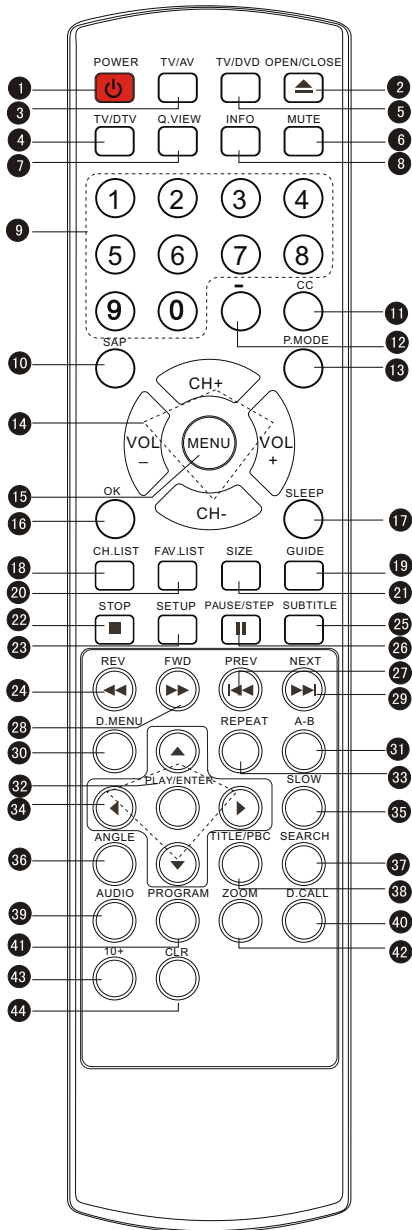 POWER TV/AV TV/DVD OPEN/CLOSE
1 2
3 5
TV/DTV Q.VIEW INFO MUTE
4 6
7 8
1 2 3 4
9
5 6 7 8
9 0 - CC
11
12
SAP P.MODE
10 13
CH+
14
VOL – MENU VOL +
15
OK CH- SLEEP
16 17
CH.LIST FAV.LIST SIZE GUIDE
18 19
20 21
STOP SETUP PAUSE/STEP SUBTITLE
22 25
23 26
REV FWD PREV NEXT
24 27
28 29
D.MENU REPEAT A-B
30 31
32 33
PLAY/ENTER SLOW
34 35
ANGLE TITLE/PBC SEARCH
36 37
38
AUDIO PROGRAM ZOOM D.CALL
39 40
41 42
10+ CLR
43
44